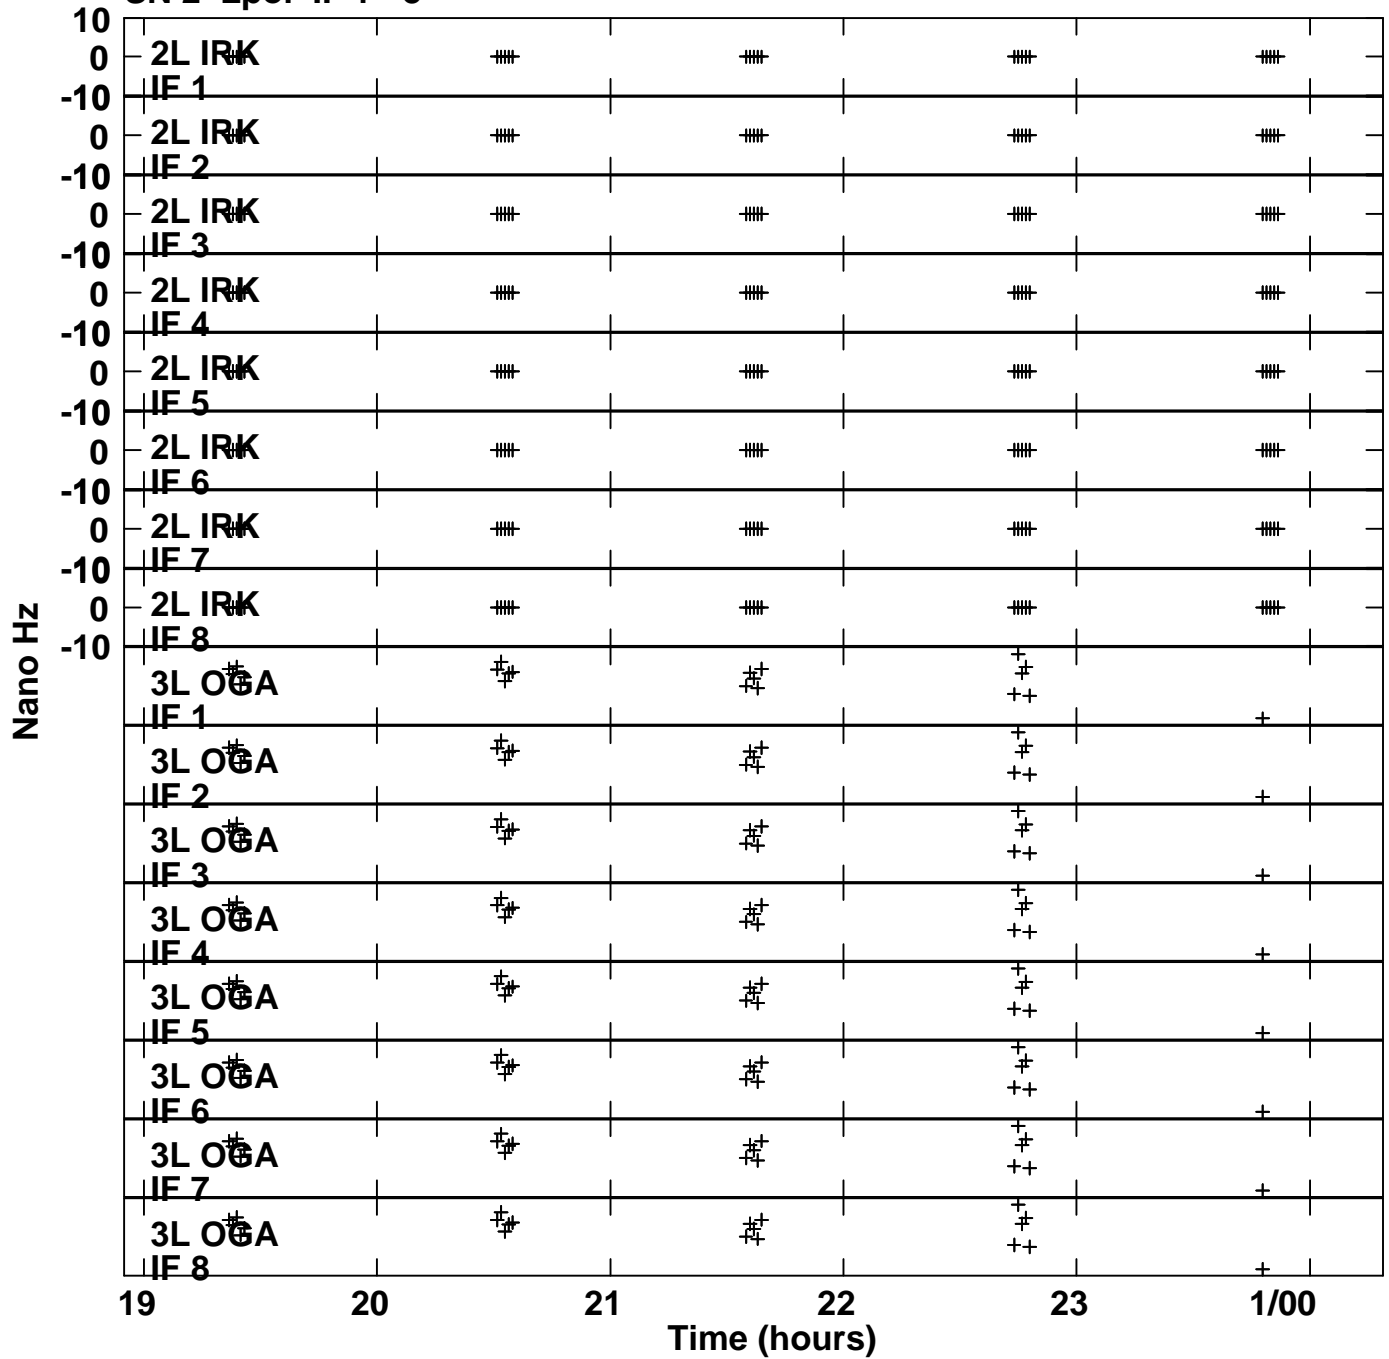 10
0
2L IRK
IF 1
-10
0
2L IRK
IF 2
-10
0
2L IRK
IF 3
-10
0
2L IRK
IF 4
-10
0
2L IRK
IF 5
-10
0
2L IRK
IF 6
-10
0
2L IRK
IF 7
-10
0
2L IRK
IF 8
-10
3L OGA
IF 1
3L OGA
IF 2
3L OGA
IF 3
3L OGA
IF 4
3L OGA
IF 5
3L OGA
IF 6
3L OGA
IF 7
3L OGA
IF 8
Nano Hz
19 20 21 22 23 1/00
Time (hours)